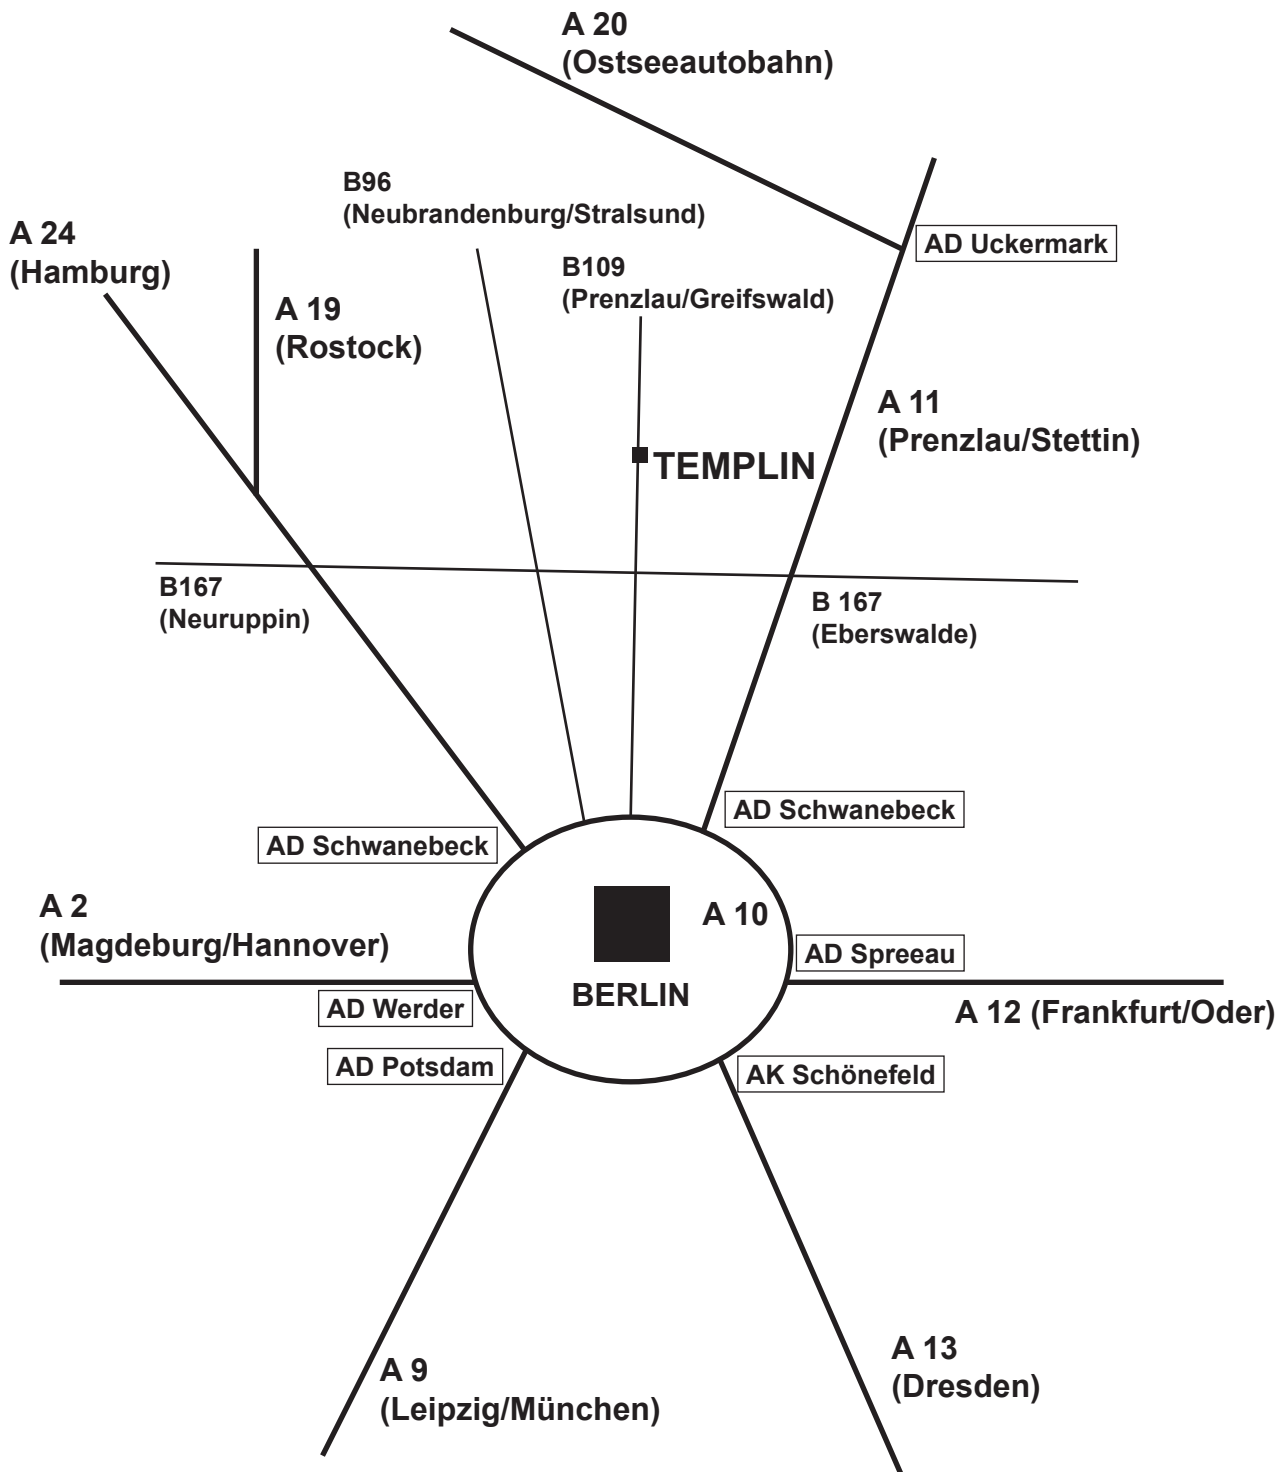 A 20
(Ostseeautobahn)
B96
(Neubrandenburg/Stralsund)
A 24
(Hamburg)
AD Uckermark
B109
(Prenzlau/Greifswald)
A 19
(Rostock)
A 11
(Prenzlau/Stettin)
TEMPLIN
B167
(Neuruppin)
B 167
(Eberswalde)
AD Schwanebeck
AD Schwanebeck
A 2
(Magdeburg/Hannover)
A 10
AD Spreeau
BERLIN
AD Werder
A 12 (Frankfurt/Oder)
AD Potsdam
AK Schönefeld
A 9
(Leipzig/München)
A 13
(Dresden)